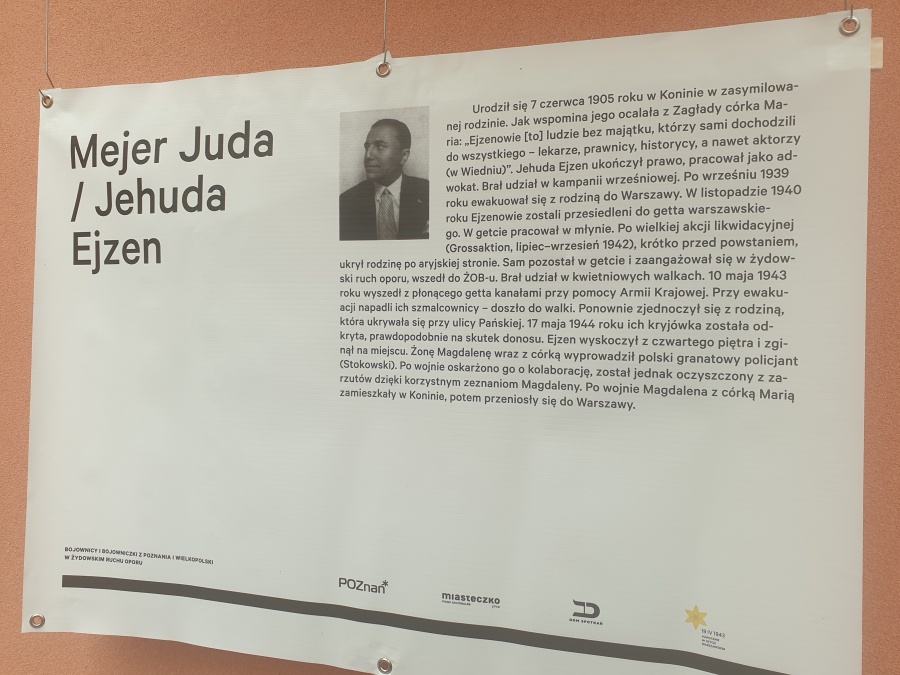 Mejer Juda
/ Jehuda
Ejzen
Urodził się 7 czerwca 1905 roku w Koninie w zasymilowa-
nej rodzinie. Jak wspomina jego ocalała z Zagłady córka Ma-
ria: „Ejzenowie [to] ludzie bez majątku, którzy sami dochodzili
do wszystkiego – lekarze, prawnicy, historycy, a nawet aktorzy
(w Wiedniu)”. Jehuda Ejzen ukończył prawo, pracował jako ad-
wokat. Brał udział w kampanii wrześniowej. Po wrześniu 1939
roku ewakuował się z rodziną do Warszawy. W listopadzie 1940
roku Ejzenowie zostali przesiedleni do getta warszawskie-
go. W getcie pracował w młynie. Po wielkiej akcji likwidacyjnej
(Grossaktion, lipiec–wrzesień 1942), krótko przed powstaniem,
ukrył rodzinę po aryjskiej stronie. Sam pozostał w getcie i zaangażował się w żydow-
ski ruch oporu, wszedł do ŻOB-u. Brał udział w kwietniowych walkach. 10 maja 1943
roku wyszedł z płonącego getta kanałami przy pomocy Armii Krajowej. Przy ewaku-
acji napadli ich szmalcownicy – doszło do walki. Ponownie zjednoczył się z rodziną,
która ukrywała się przy ulicy Pańskiej. 17 maja 1944 roku ich kryjówka została od-
kryta, prawdopodobnie na skutek donosu. Ejzen wyskoczył z czwartego piętra i zgi-
nął na miejscu. Żonę Magdalenę wraz z córką wyprowadził polski granatowy policjant
(Stokowski). Po wojnie oskarżono go o kolaborację, został jednak oczyszczony z za-
rzutów dzięki korzystnym zeznaniom Magdaleny. Po wojnie Magdalena z córką Marią
zamieszkały w Koninie, potem przeniosły się do Warszawy.
BOJOWNICY I BOJOWNICZKI Z POZNANIA I WIELKOPOLSKI
W ŻYDOWSKIM RUCHU OPORU
POZnań*
miasteczko
DOM SPOTKAŃ
19 IV 1943